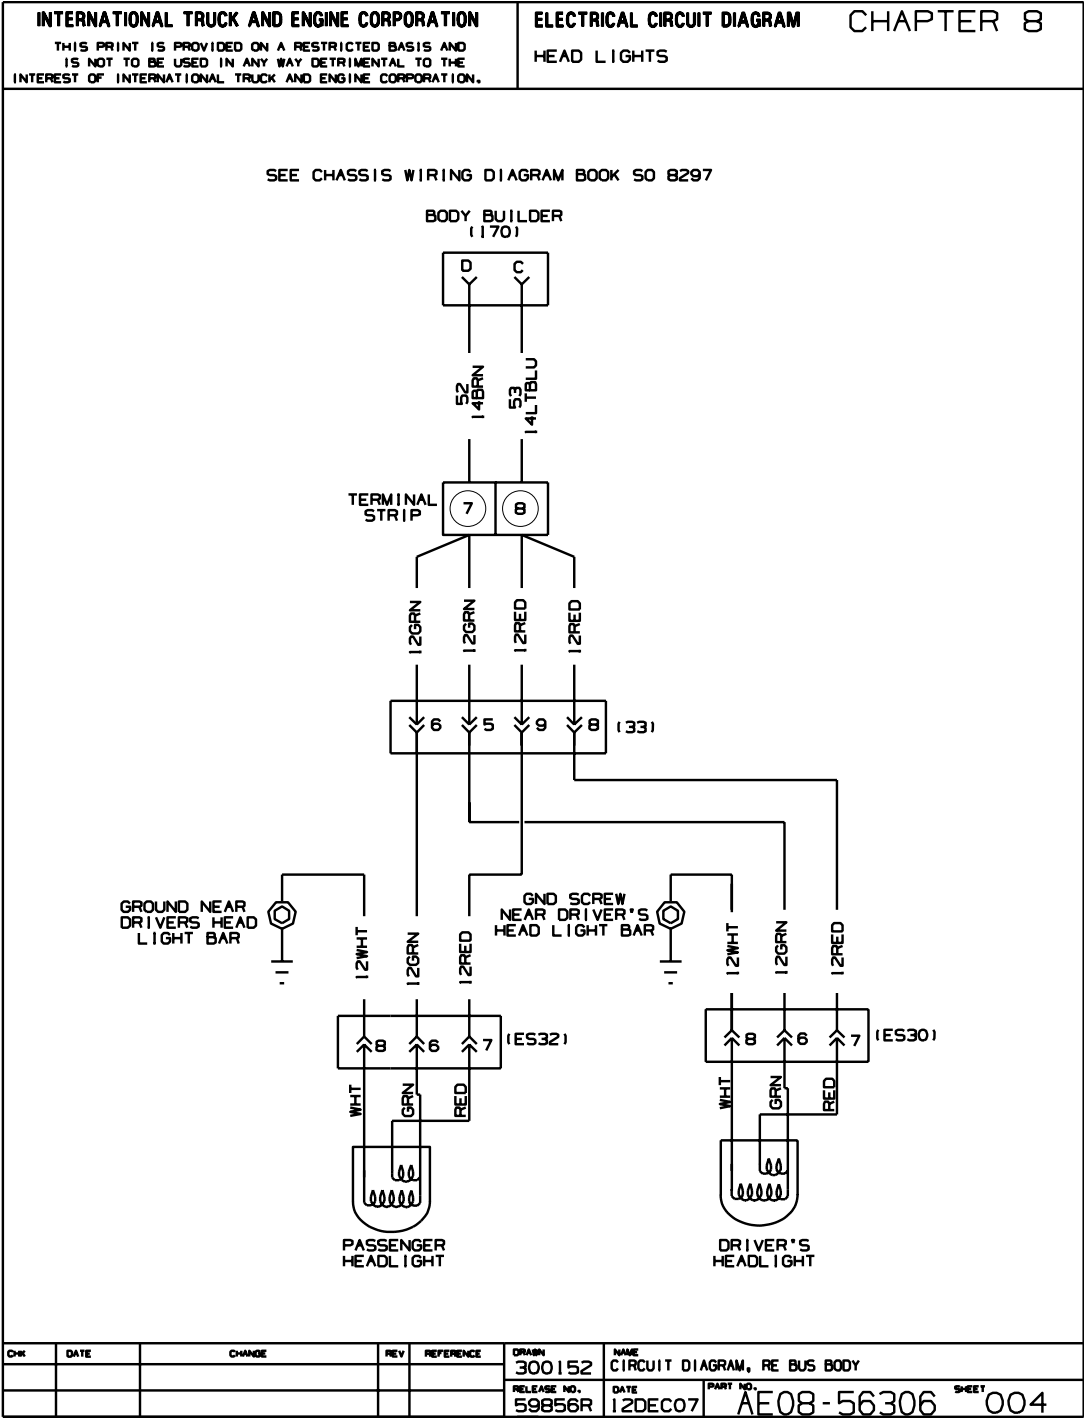 INTERNATIONAL TRUCK AND ENGINE CORPORATION
THIS PRINT IS PROVIDED ON A RESTRICTED BASIS AND
IS NOT TO BE USED IN ANY WAY DETRIMENTAL TO THE
INTEREST OF INTERNATIONAL TRUCK AND ENGINE CORPORATION.
ELECTRICAL CIRCUIT DIAGRAM
CHAPTER 8
HEAD LIGHTS
SEE CHASSIS WIRING DIAGRAM BOOK SO 8297
BODY BUILDER
(170)
D C
52
14BRN
53
14LTBLU
TERMINAL
STRIP
7 8
12GRN 12GRN 12RED 12RED
6 5 9 8 (33)
GROUND NEAR
DRIVERS HEAD
LIGHT BAR
GND SCREW
NEAR DRIVER'S
HEAD LIGHT BAR
12WHT 12GRN 12RED
12WHT 12GRN 12RED
8 6 7 (ES32)
8 6 7 (ES30)
WHT GRN RED
WHT GRN RED
PASSENGER
HEADLIGHT
DRIVER'S
HEADLIGHT
CHK DATE CHANGE REV REFERENCE
DRAWN
300152
NAME
CIRCUIT DIAGRAM, RE BUS BODY
RELEASE NO.
59856R
DATE
12DEC07
PART NO.
AE08-56306
SHEET
004